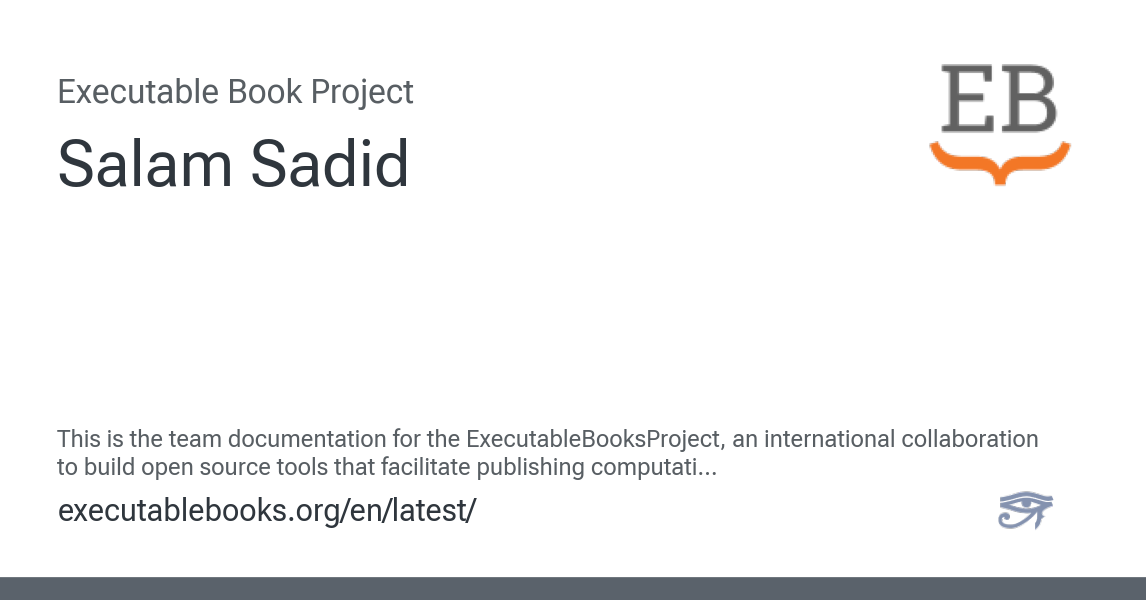 Executable Book Project
Salam Sadid
EB
This is the team documentation for the ExecutableBooksProject, an international collaboration
to build open source tools that facilitate publishing computati...
executablebooks.org/en/latest/